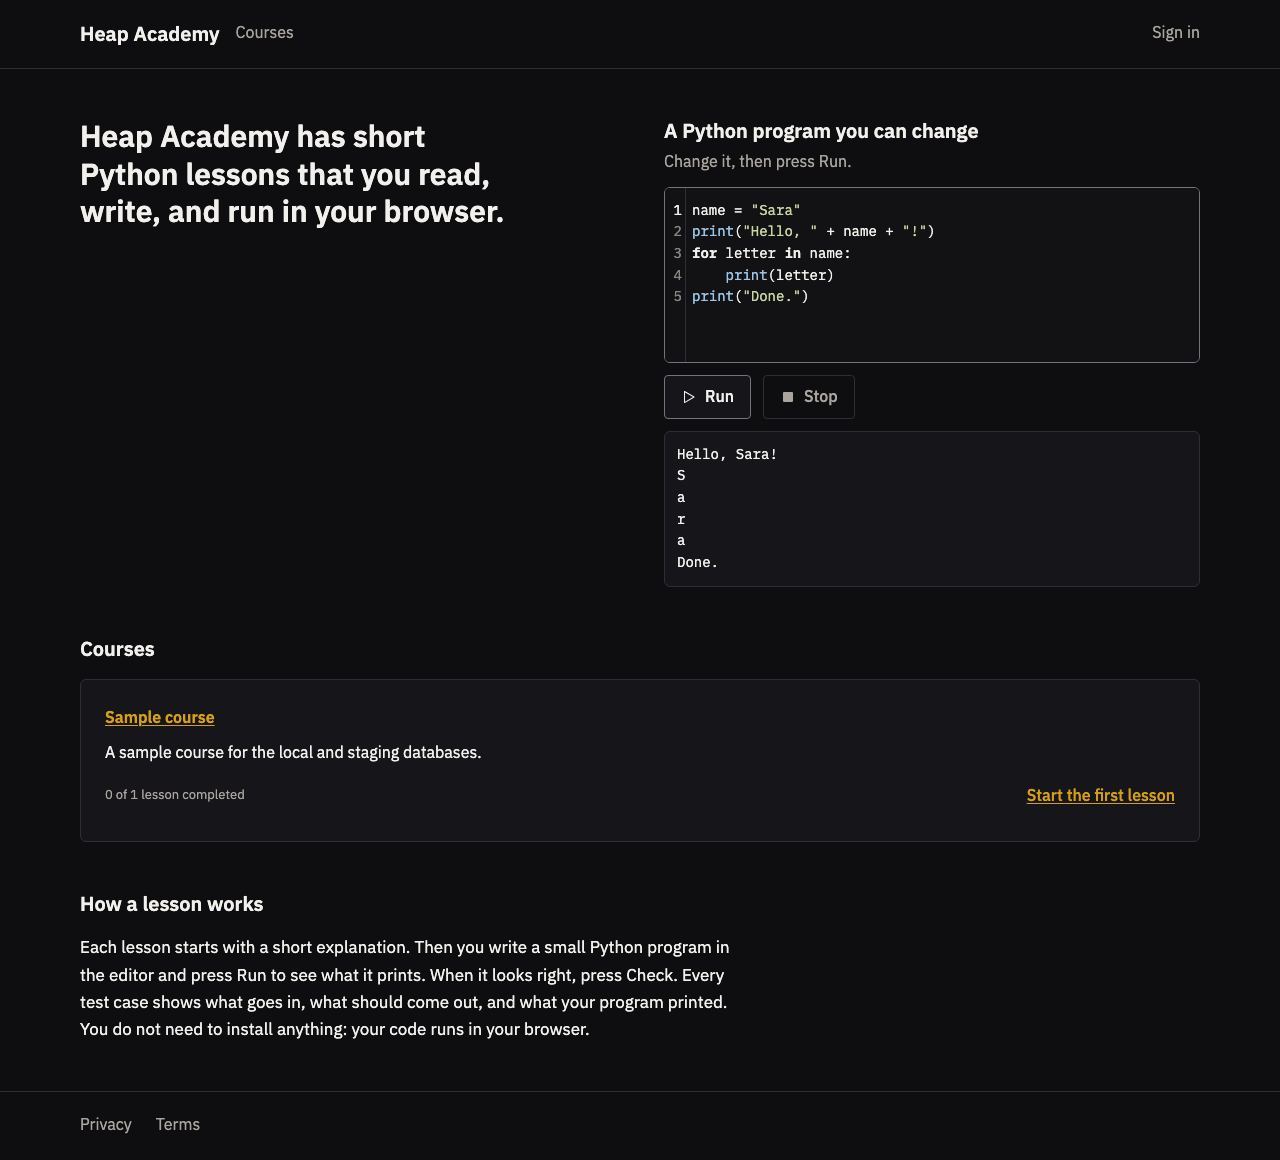 Heap Academy Courses Sign in
Heap Academy has short
Python lessons that you read,
write, and run in your browser.
A Python program you can change
Change it, then press Run.
1 name = "Sara"
2 print("Hello, " + name + "!")
3 for letter in name:
4     print(letter)
5 print("Done.")
Run Stop
Hello, Sara!
S
a
r
a
Done.
Courses
Sample course
A sample course for the local and staging databases.
0 of 1 lesson completed Start the first lesson
How a lesson works
Each lesson starts with a short explanation. Then you write a small Python program in
the editor and press Run to see what it prints. When it looks right, press Check. Every
test case shows what goes in, what should come out, and what your program printed.
You do not need to install anything: your code runs in your browser.
Privacy Terms